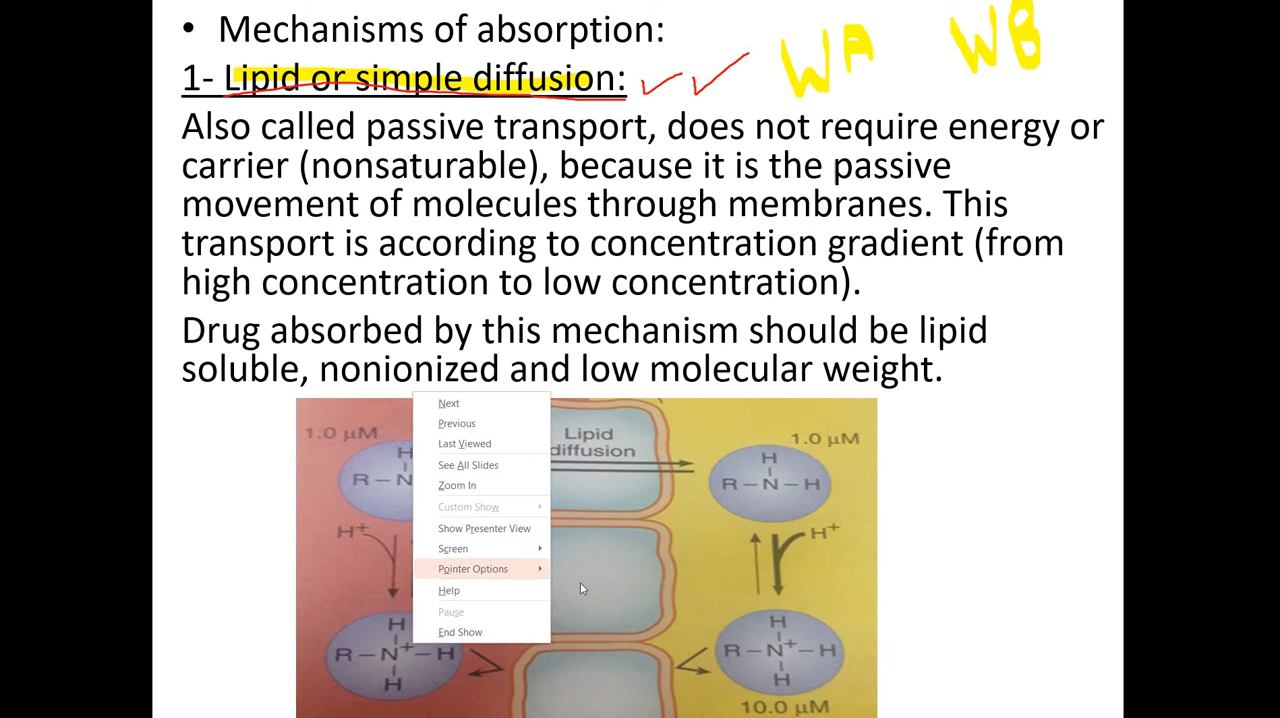 • Mechanisms of absorption:
WA WB
1- Lipid or simple diffusion:
Also called passive transport, does not require energy or
carrier (nonsaturable), because it is the passive
movement of molecules through membranes. This
transport is according to concentration gradient (from
high concentration to low concentration).
Drug absorbed by this mechanism should be lipid
soluble, nonionized and low molecular weight.
1.0 µM
H
R–N
H+
H
R–N+–H
H
Next
Previous
Last Viewed
See All Slides
Zoom In
Custom Show
Show Presenter View
Screen
Pointer Options
Help
Pause
End Show
Lipid
diffusion
1.0 µM
H
R–N–H
H+
H
R–N+–H
H
10.0 µM